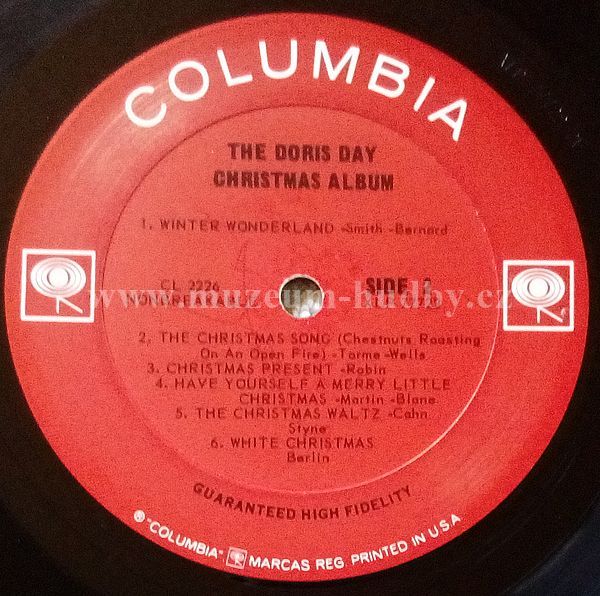 COLUMBIA
THE DORIS DAY
CHRISTMAS ALBUM
1. WINTER WONDERLAND -Smith -Bernard
CL 2226
NONBREAKABLE
SIDE 2
www.muzeum-hudby.cz
2. THE CHRISTMAS SONG (Chestnuts Roasting
On An Open Fire) -Torme-Wells
3. CHRISTMAS PRESENT -Robin
4. HAVE YOURSELF A MERRY LITTLE
CHRISTMAS -Martin -Blane
5. THE CHRISTMAS WALTZ -Cahn
Styne
6. WHITE CHRISTMAS
Berlin
GUARANTEED HIGH FIDELITY
® "COLUMBIA" MARCAS REG. PRINTED IN U.S.A.